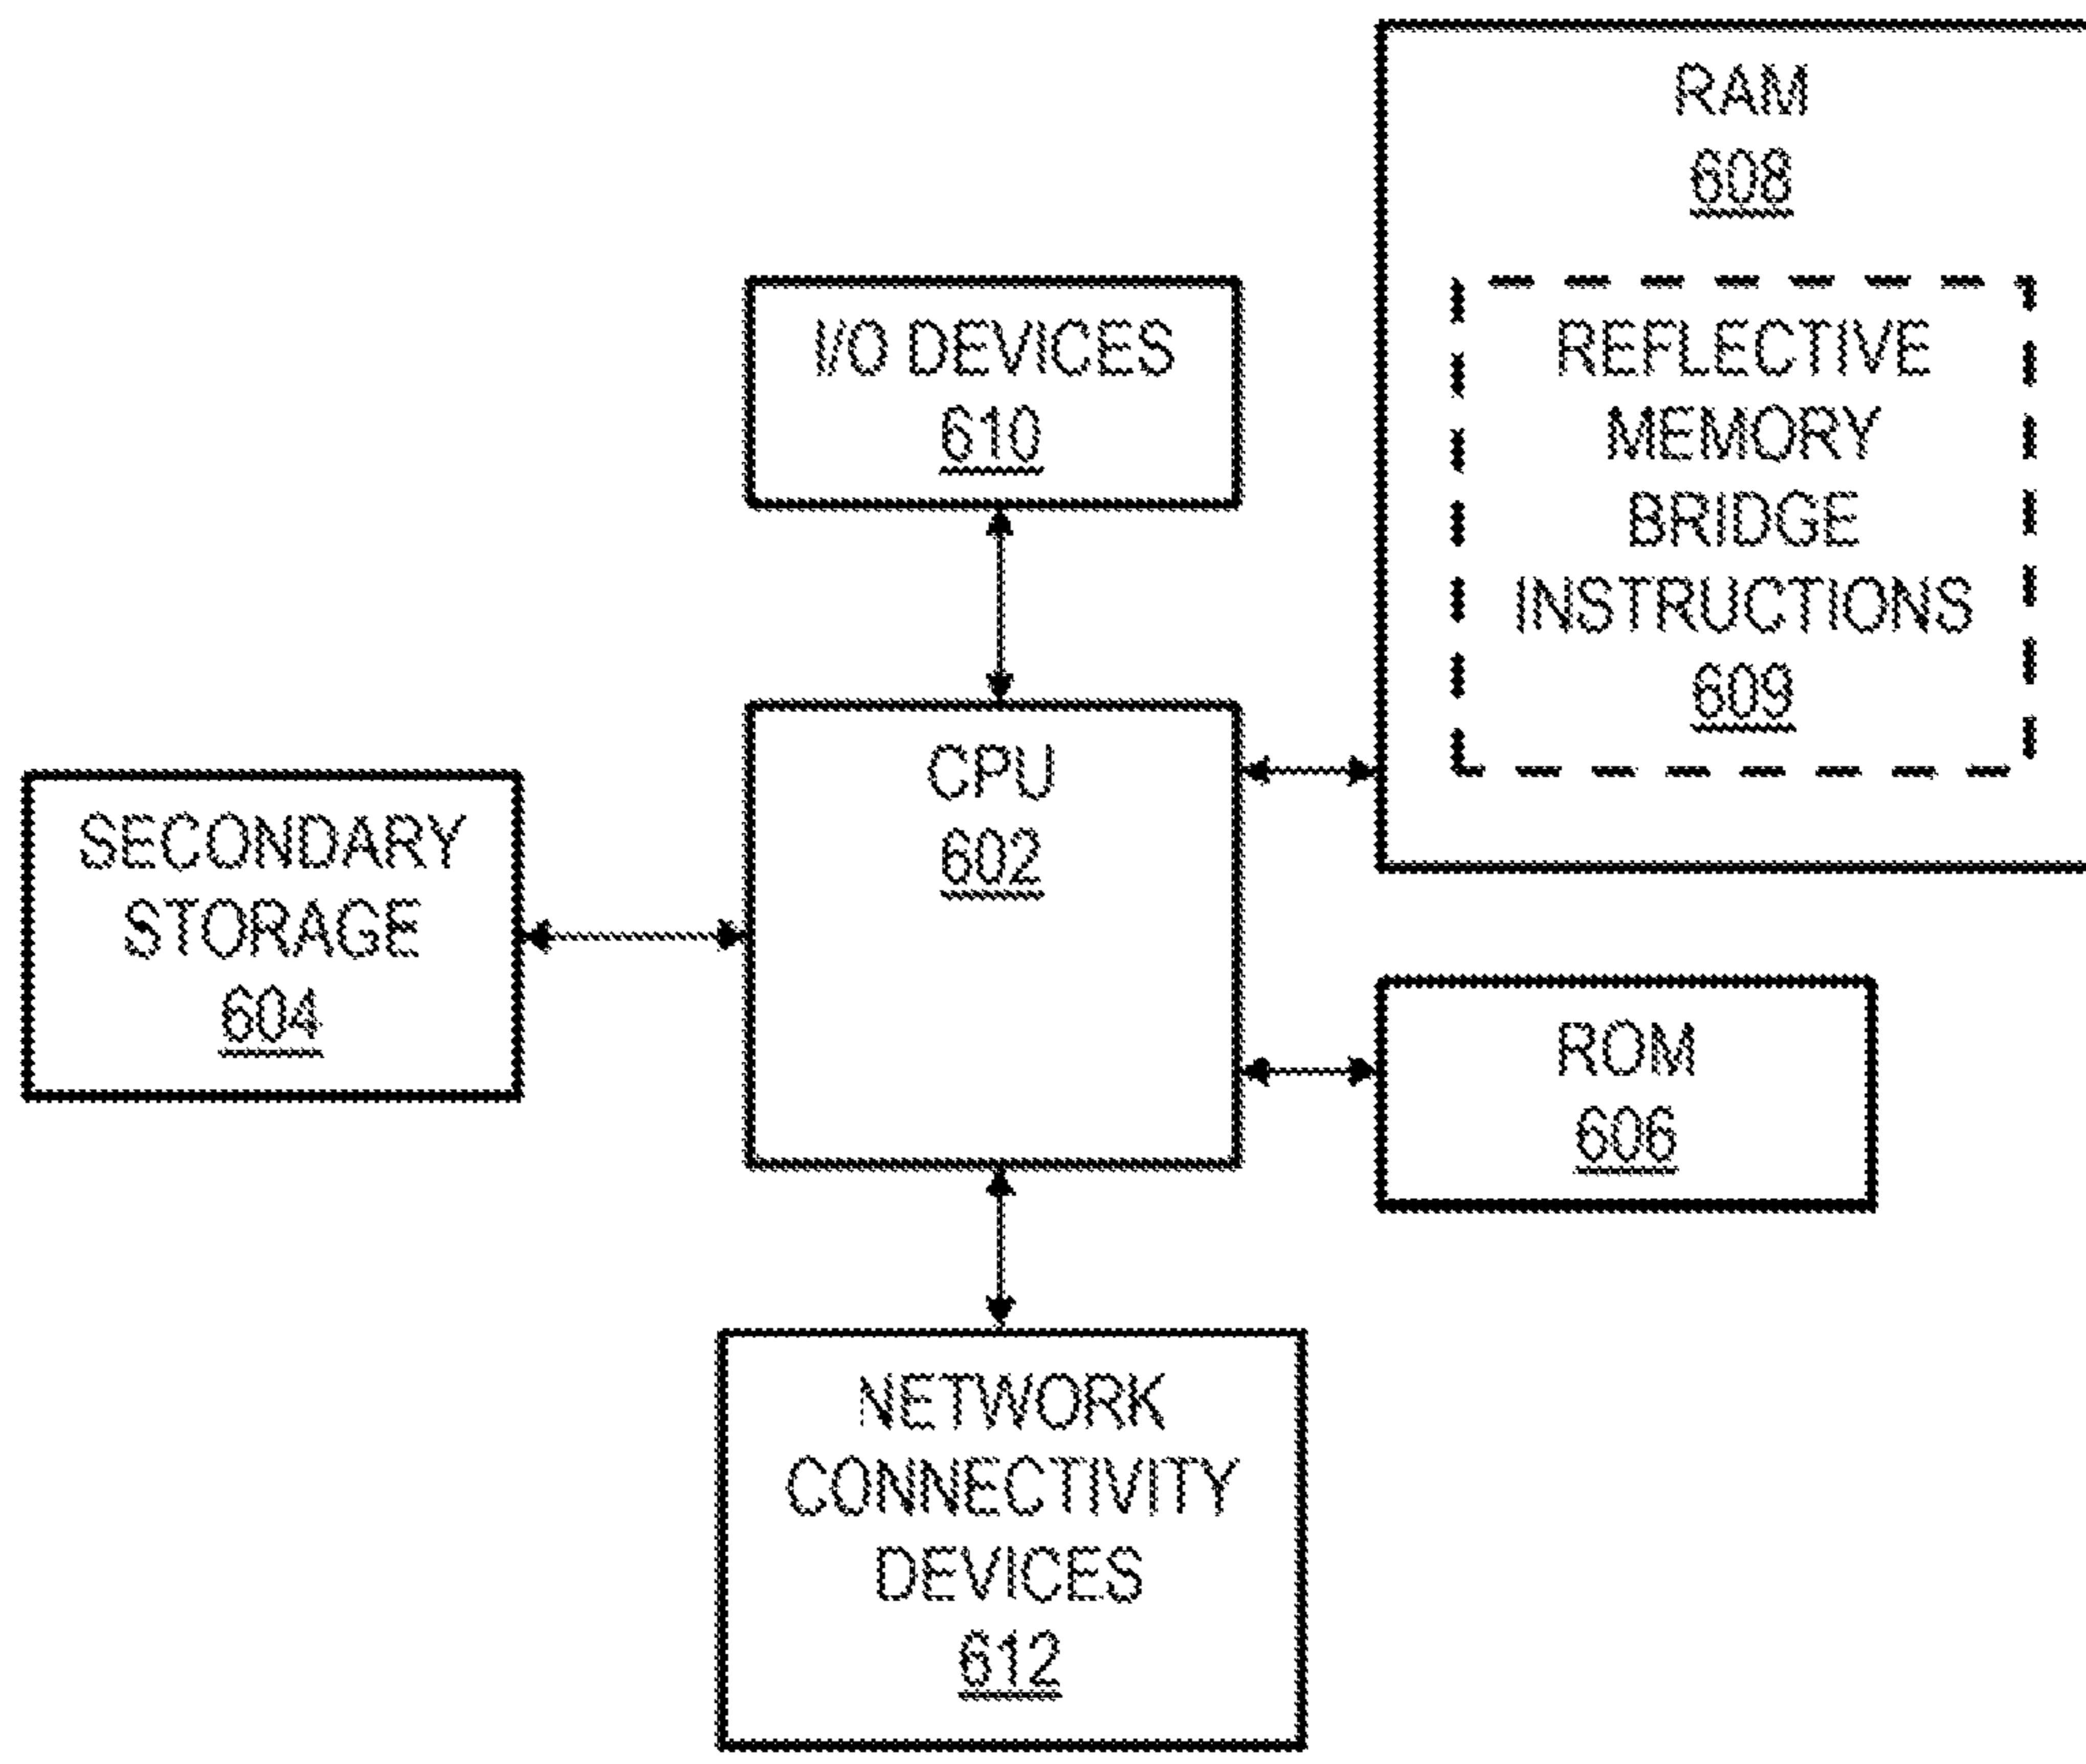 RAM
608
REFLECTIVE
MEMORY
BRIDGE
INSTRUCTIONS
609
I/O DEVICES
610
CPU
602
SECONDARY
STORAGE
604
ROM
606
NETWORK
CONNECTIVITY
DEVICES
612